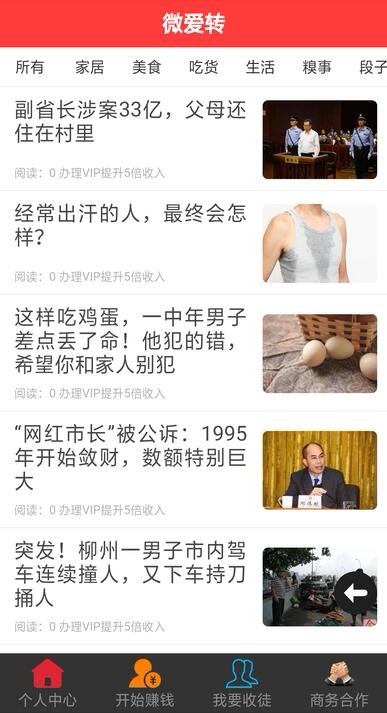 微爱转
所有 家居 美食 吃货 生活 糗事 段子
副省长涉案33亿，父母还
住在村里
阅读：0 办理VIP提升5倍收入
经常出汗的人，最终会怎
样？
阅读：0 办理VIP提升5倍收入
这样吃鸡蛋，一中年男子
差点丢了命！他犯的错，
希望你和家人别犯
阅读：0 办理VIP提升5倍收入
“网红市长”被公诉：1995
年开始敛财，数额特别巨
大
阅读：0 办理VIP提升5倍收入
突发！柳州一男子市内驾
车连续撞人，又下车持刀
捅人
阅读：0 办理VIP提升5倍收入
个人中心 开始赚钱 我要收徒 商务合作